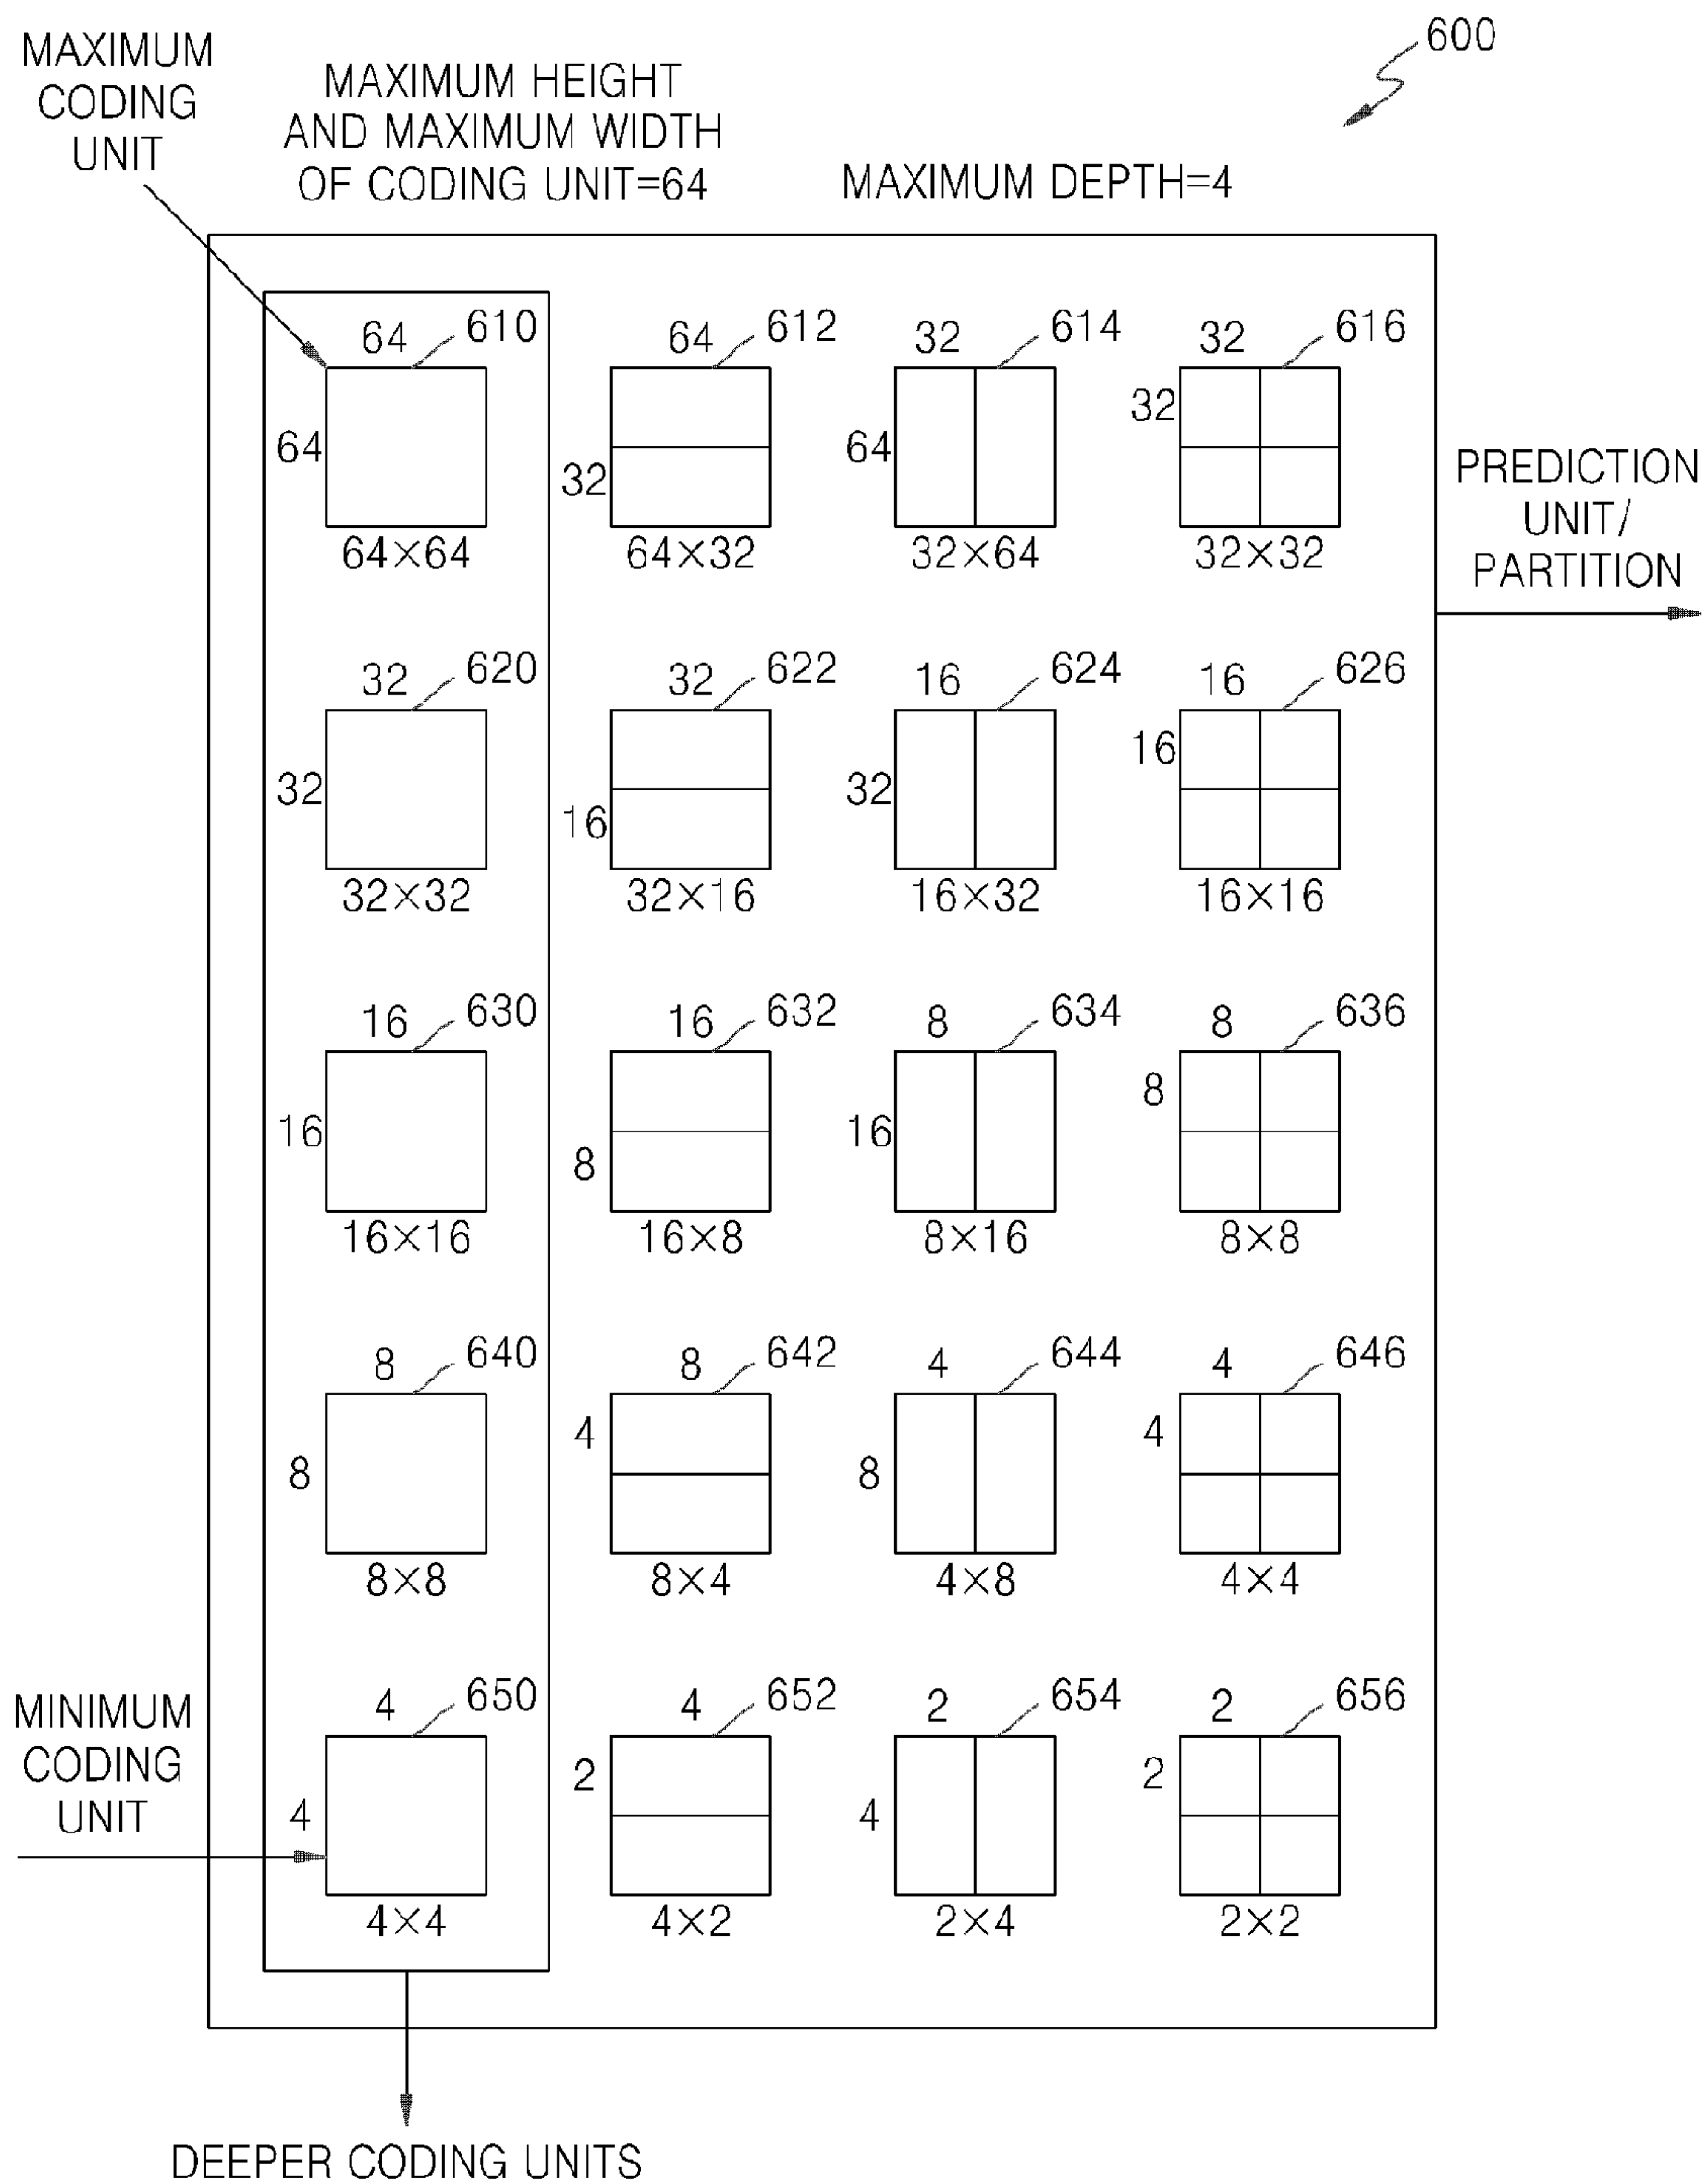 600
MAXIMUM
CODING
UNIT
MAXIMUM HEIGHT
AND MAXIMUM WIDTH
OF CODING UNIT=64
MAXIMUM DEPTH=4
64 610 64 612 32 614 32 616
64 32 64 32
64×64 64×32 32×64 32×32
PREDICTION
UNIT/
PARTITION
32 620 32 622 16 624 16 626
32 16 32 16
32×32 32×16 16×32 16×16
16 630 16 632 8 634 8 636
16 8 16 8
16×16 16×8 8×16 8×8
8 640 8 642 4 644 4 646
8 4 8 4
8×8 8×4 4×8 4×4
MINIMUM
CODING
UNIT
4 650 4 652 2 654 2 656
4 2 4 2
4×4 4×2 2×4 2×2
DEEPER CODING UNITS